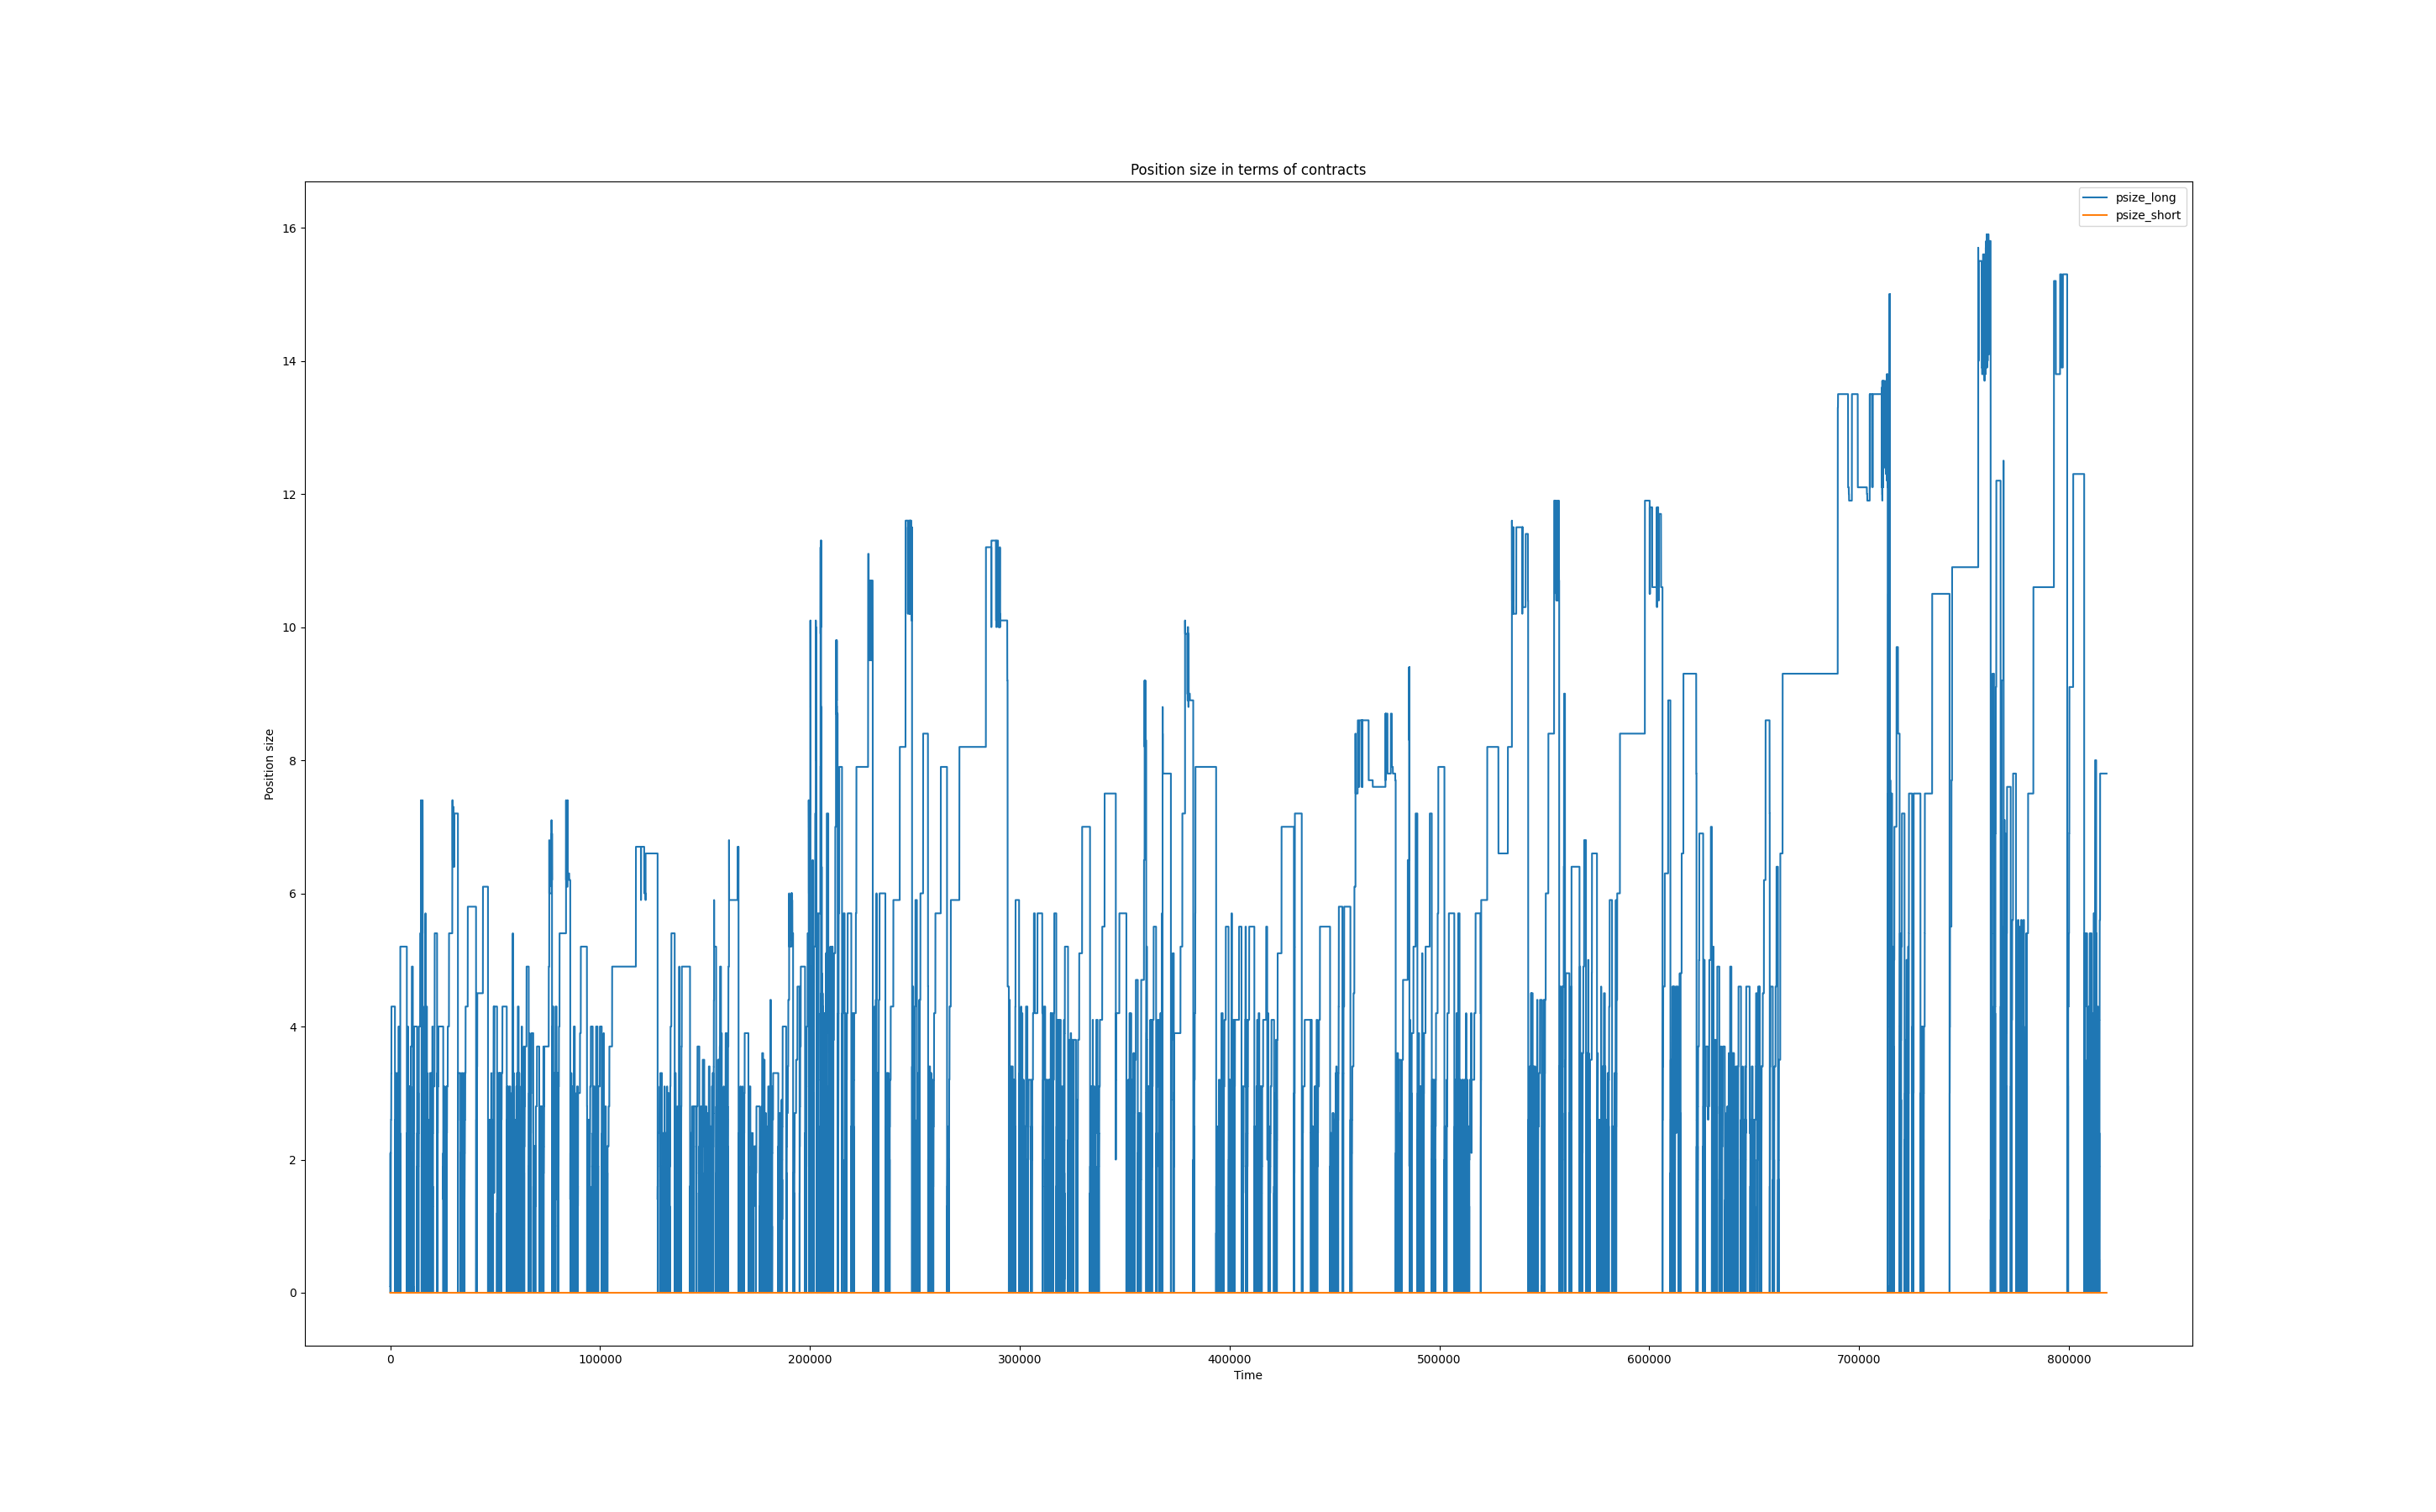 Position size in terms of contracts
psize_long
psize_short
16
14
12
10
8
6
4
2
0
Position size
0 100000 200000 300000 400000 500000 600000 700000 800000
Time